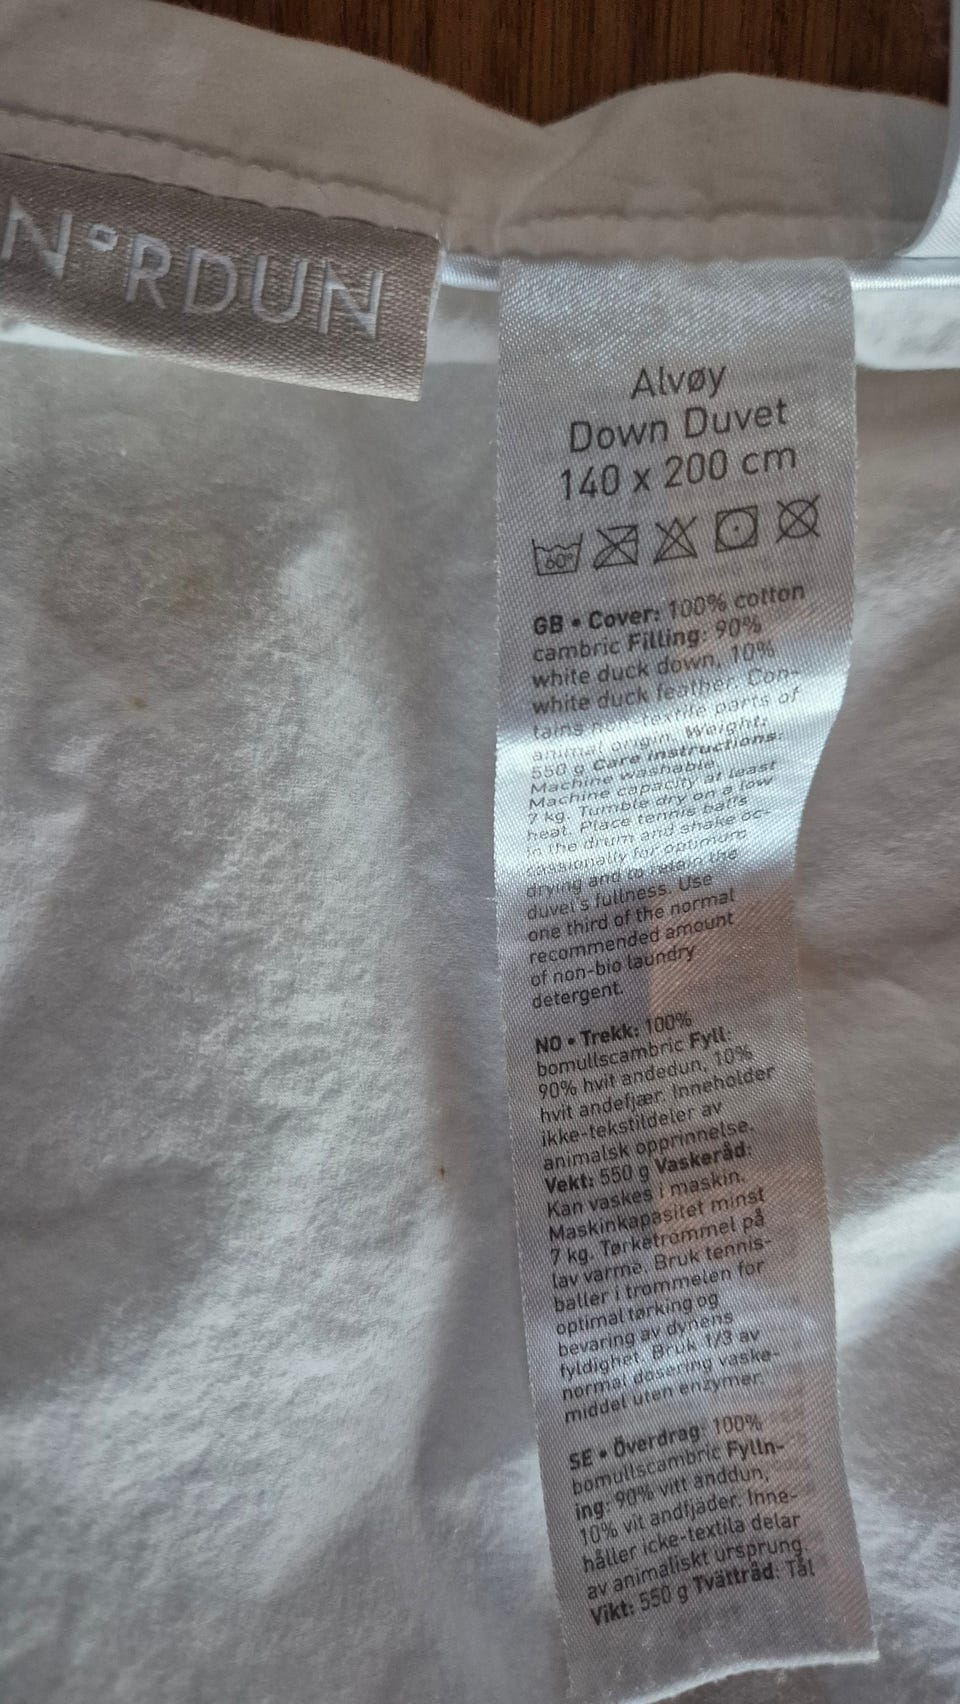 N°RDUN
Alvøy
Down Duvet
140 x 200 cm
60°
GB • Cover: 100% cotton
cambric Filling: 90%
white duck down, 10%
white duck feather. Con-
tains non-textile parts of
animal origin. Weight:
550 g Care instructions:
Machine washable.
Machine capacity at least
7 kg. Tumble dry on a low
heat. Place tennis balls
in the drum and shake oc-
cassionally for optimum
drying and to retain the
duvet's fullness. Use
one third of the normal
recommended amount
of non-bio laundry
detergent.
NO • Trekk: 100%
bomullscambric Fyll:
90% hvit andedun, 10%
hvit andefjær. Inneholder
ikke-tekstildeler av
animalsk opprinnelse.
Vekt: 550 g Vaskeråd:
Kan vaskes i maskin.
Maskinkapasitet minst
7 kg. Tørketrommel på
lav varme. Bruk tennis-
baller i trommelen for
optimal tørking og
bevaring av dynens
fyldighet. Bruk 1/3 av
normal dosering vaske-
middel uten enzymer.
SE • Överdrag: 100%
bomullscambric Fylln-
ing: 90% vitt anddun,
10% vit andfjäder. Inne-
håller icke-textila delar
av animaliskt ursprung.
Vikt: 550 g Tvättråd: Tål